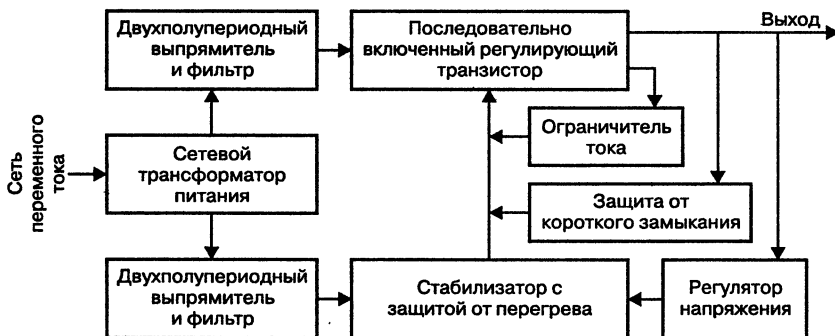 Двухполупериодный
выпрямитель
и фильтр
Последовательно
включенный регулирующий
транзистор
Выход
Ограничитель
тока
Сеть
переменного
тока
Сетевой
трансформатор
питания
Защита от
короткого замыкания
Двухполупериодный
выпрямитель
и фильтр
Стабилизатор с
защитой от перегрева
Регулятор
напряжения